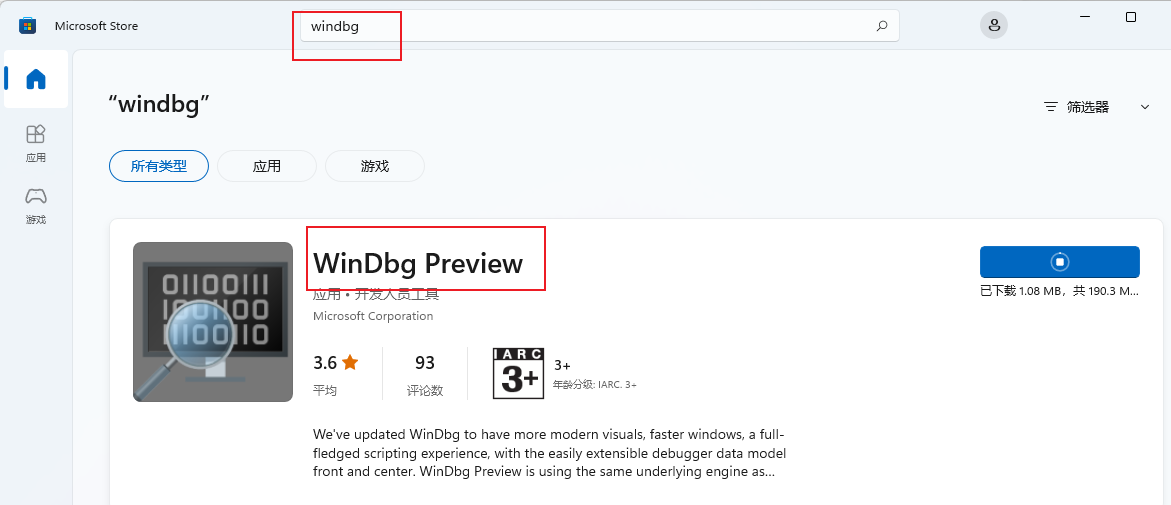 Microsoft Store
windbg
“windbg”
筛选器
应用
游戏
所有类型
应用
游戏
01100111
1001100
1100110
WinDbg Preview
应用 • 开发人员工具
Microsoft Corporation
已下载 1.08 MB，共 190.3 M...
3.6
平均
93
评论数
IARC
3+
3+
年龄分级: IARC. 3+
We've updated WinDbg to have more modern visuals, faster windows, a full-
fledged scripting experience, with the easily extensible debugger data model
front and center. WinDbg Preview is using the same underlying engine as...